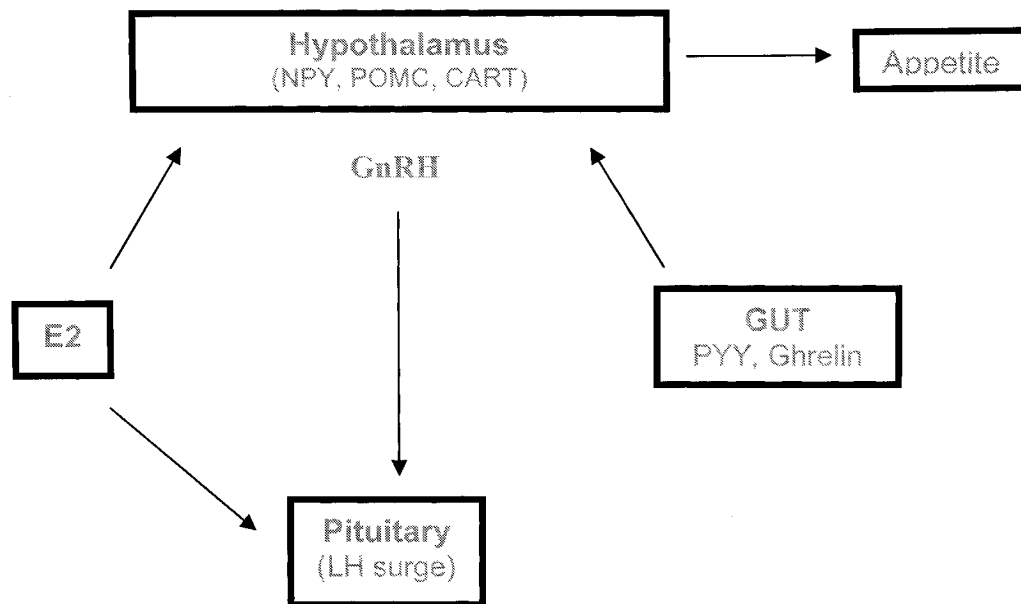 Hypothalamus
(NPY, POMC, CART)
Appetite
GnRH
E2
GUT
PYY, Ghrelin
Pituitary
(LH surge)